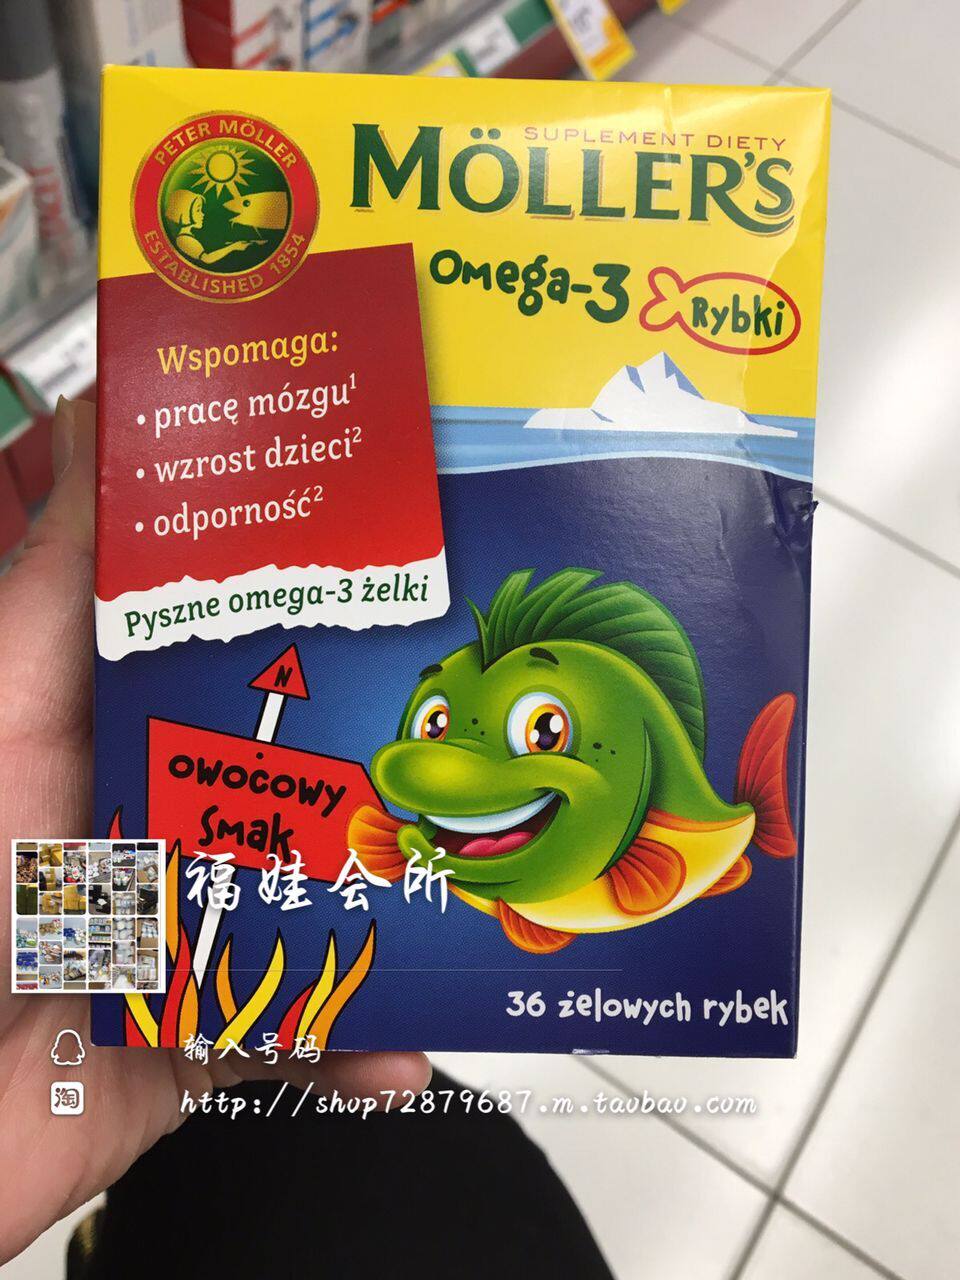 PETER MÖLLER
ESTABLISHED 1854
SUPLEMENT DIETY
MÖLLER'S
Omega-3
Rybki
Wspomaga:
• pracę mózgu¹
• wzrost dzieci²
• odporność²
Pyszne omega-3 żelki
N
owocowy
smak
福娃会所
36 żelowych rybek
输入号码
淘
http://shop72879687.m.taobao.com